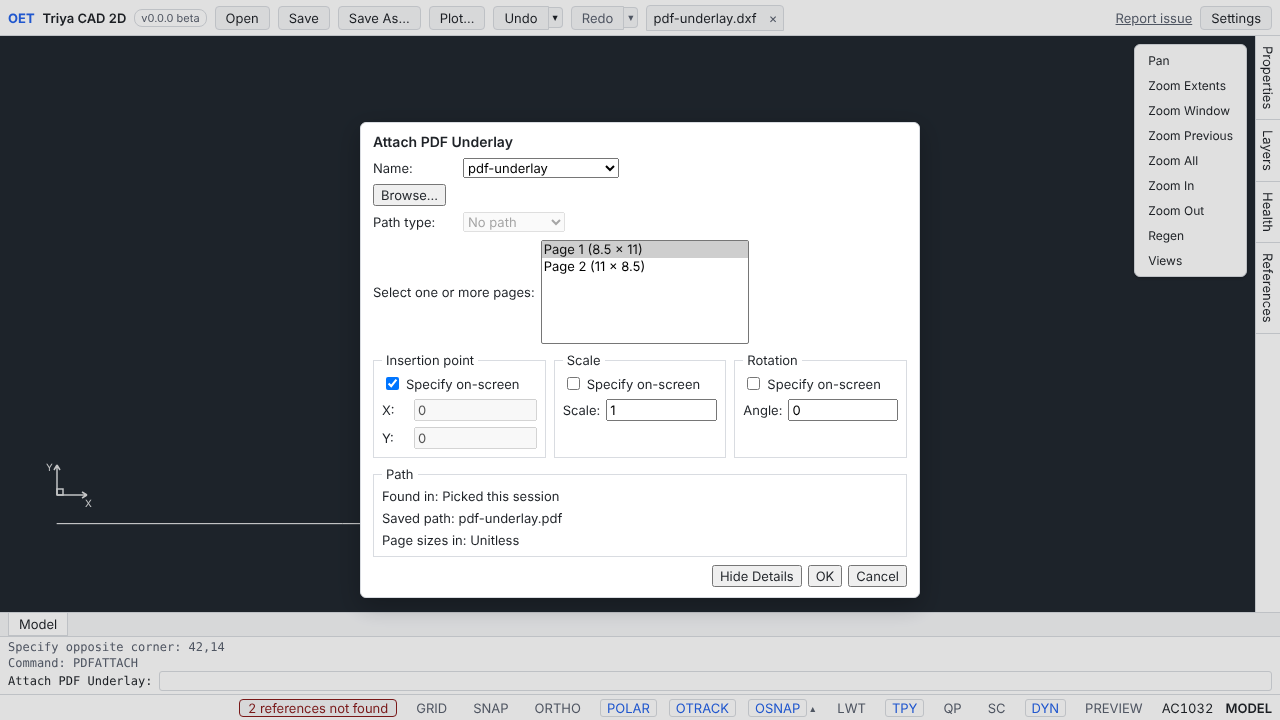 OET Triya CAD 2D v0.0.0 beta Open Save Save As... Plot... Undo ▾ Redo ▾ pdf-underlay.dxf × Report issue Settings
Pan
Zoom Extents
Zoom Window
Zoom Previous
Zoom All
Zoom In
Zoom Out
Regen
Views
Properties
Layers
Health
References
Attach PDF Underlay
Name: pdf-underlay
Browse...
Path type: No path
Select one or more pages:
Page 1 (8.5 × 11)
Page 2 (11 × 8.5)
Insertion point
Specify on-screen
X: 0
Y: 0
Scale
Specify on-screen
Scale: 1
Rotation
Specify on-screen
Angle: 0
Path
Found in: Picked this session
Saved path: pdf-underlay.pdf
Page sizes in: Unitless
Hide Details OK Cancel
Y
X
Model
Specify opposite corner: 42,14
Command: PDFATTACH
Attach PDF Underlay:
2 references not found GRID SNAP ORTHO POLAR OTRACK OSNAP ▴ LWT TPY QP SC DYN PREVIEW AC1032 MODEL